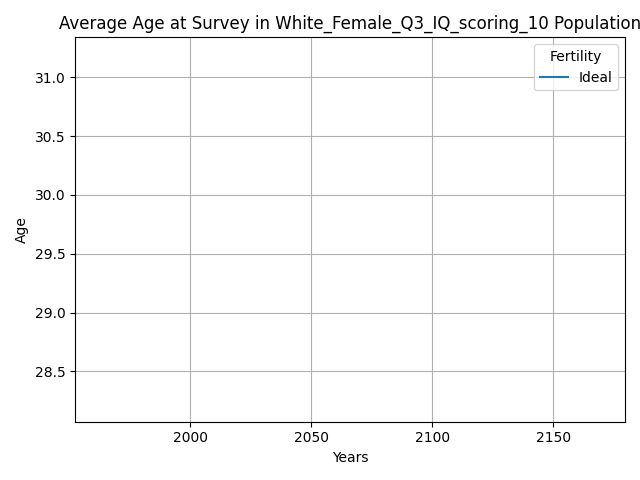 Average Age at Survey in White_Female_Q3_IQ_scoring_10 Population
Fertility
Ideal
31.0
30.5
30.0
29.5
29.0
28.5
Age
2000 2050 2100 2150
Years